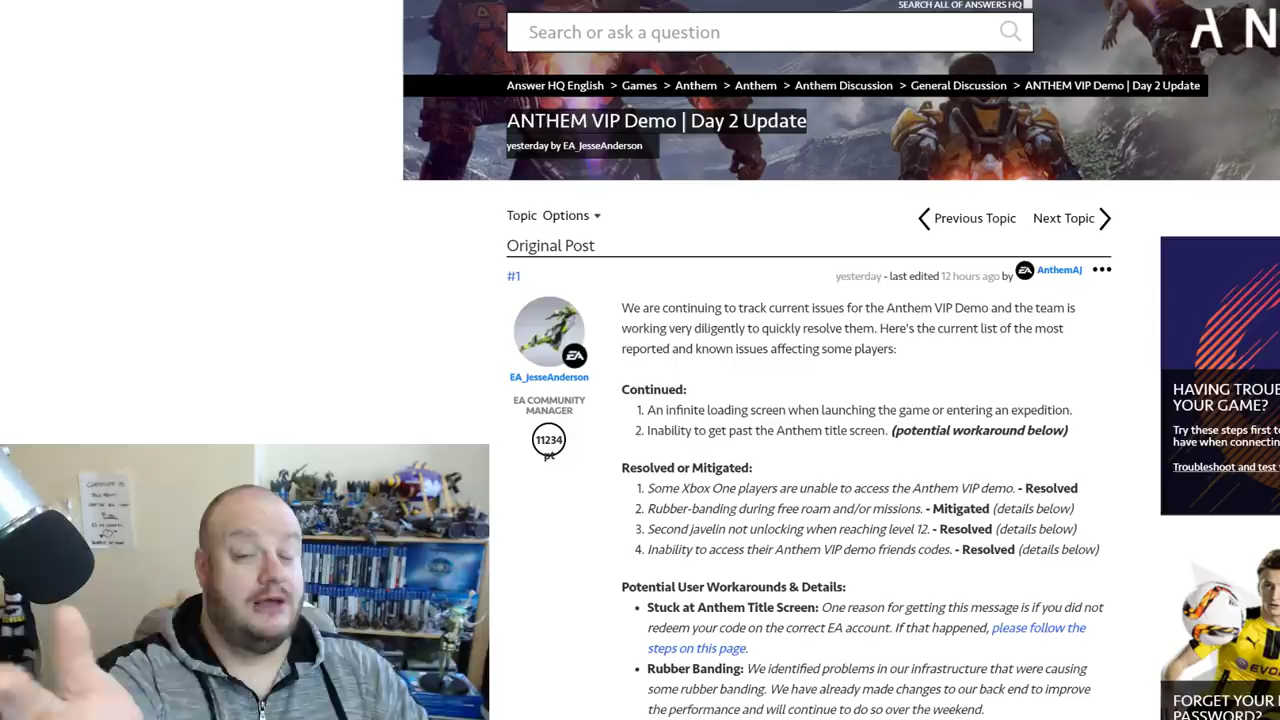 SEARCH ALL OF ANSWERS HQ
Search or ask a question
A N
Answer HQ English > Games > Anthem > Anthem > Anthem Discussion > General Discussion > ANTHEM VIP Demo | Day 2 Update
ANTHEM VIP Demo | Day 2 Update
yesterday by EA_JesseAnderson
Topic Options
Previous Topic Next Topic
Original Post
#1
yesterday - last edited 12 hours ago by EA AnthemAJ •••
EA
EA_JesseAnderson
EA COMMUNITY
MANAGER
11234
pt
We are continuing to track current issues for the Anthem VIP Demo and the team is
working very diligently to quickly resolve them. Here's the current list of the most
reported and known issues affecting some players:
Continued:
1. An infinite loading screen when launching the game or entering an expedition.
2. Inability to get past the Anthem title screen. (potential workaround below)
Resolved or Mitigated:
1. Some Xbox One players are unable to access the Anthem VIP demo. - Resolved
2. Rubber-banding during free roam and/or missions. - Mitigated (details below)
3. Second javelin not unlocking when reaching level 12. - Resolved (details below)
4. Inability to access their Anthem VIP demo friends codes. - Resolved (details below)
Potential User Workarounds & Details:
• Stuck at Anthem Title Screen: One reason for getting this message is if you did not
redeem your code on the correct EA account. If that happened, please follow the
steps on this page.
• Rubber Banding: We identified problems in our infrastructure that were causing
some rubber banding. We have already made changes to our back end to improve
the performance and will continue to do so over the weekend.
HAVING TROU
YOUR GAME?
Try these steps first to
have when connectin
Troubleshoot and test
FORGET YOUR
PASSWORD?